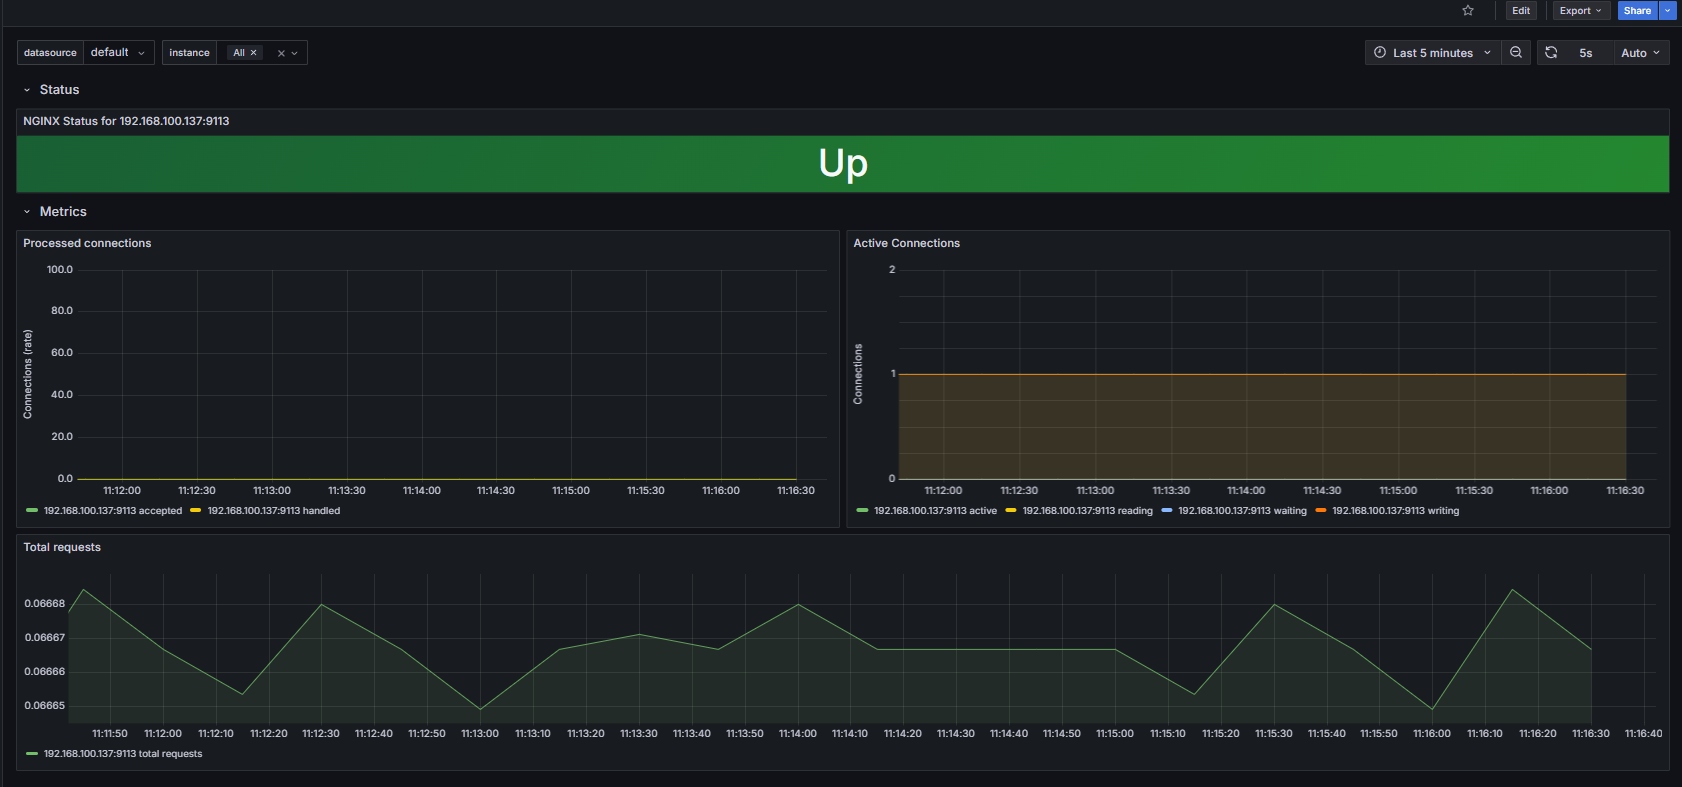 Edit Export Share
datasource default instance All Last 5 minutes 5s Auto
Status
NGINX Status for 192.168.100.137:9113
Up
Metrics
Processed connections
Connections (rate)
100.0
80.0
60.0
40.0
20.0
0.0
11:12:00 11:12:30 11:13:00 11:13:30 11:14:00 11:14:30 11:15:00 11:15:30 11:16:00 11:16:30
192.168.100.137:9113 accepted 192.168.100.137:9113 handled
Active Connections
Connections
2
1
0
11:12:00 11:12:30 11:13:00 11:13:30 11:14:00 11:14:30 11:15:00 11:15:30 11:16:00 11:16:30
192.168.100.137:9113 active 192.168.100.137:9113 reading 192.168.100.137:9113 waiting 192.168.100.137:9113 writing
Total requests
0.06668
0.06667
0.06666
0.06665
11:11:50 11:12:00 11:12:10 11:12:20 11:12:30 11:12:40 11:12:50 11:13:00 11:13:10 11:13:20 11:13:30 11:13:40 11:13:50 11:14:00 11:14:10 11:14:20 11:14:30 11:14:40 11:14:50 11:15:00 11:15:10 11:15:20 11:15:30 11:15:40 11:15:50 11:16:00 11:16:10 11:16:20 11:16:30 11:16:40
192.168.100.137:9113 total requests